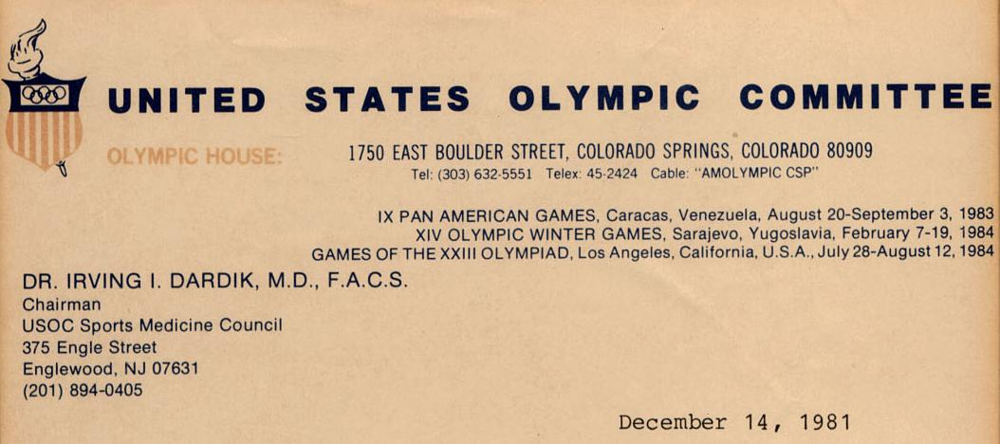 UNITED STATES OLYMPIC COMMITTEE
OLYMPIC HOUSE: 1750 EAST BOULDER STREET, COLORADO SPRINGS, COLORADO 80909
Tel: (303) 632-5551 Telex: 45-2424 Cable: "AMOLYMPIC CSP"
IX PAN AMERICAN GAMES, Caracas, Venezuela, August 20-September 3, 1983
XIV OLYMPIC WINTER GAMES, Sarajevo, Yugoslavia, February 7-19, 1984
GAMES OF THE XXIII OLYMPIAD, Los Angeles, California, U.S.A., July 28-August 12, 1984
DR. IRVING I. DARDIK, M.D., F.A.C.S.
Chairman
USOC Sports Medicine Council
375 Engle Street
Englewood, NJ 07631
(201) 894-0405
December 14, 1981